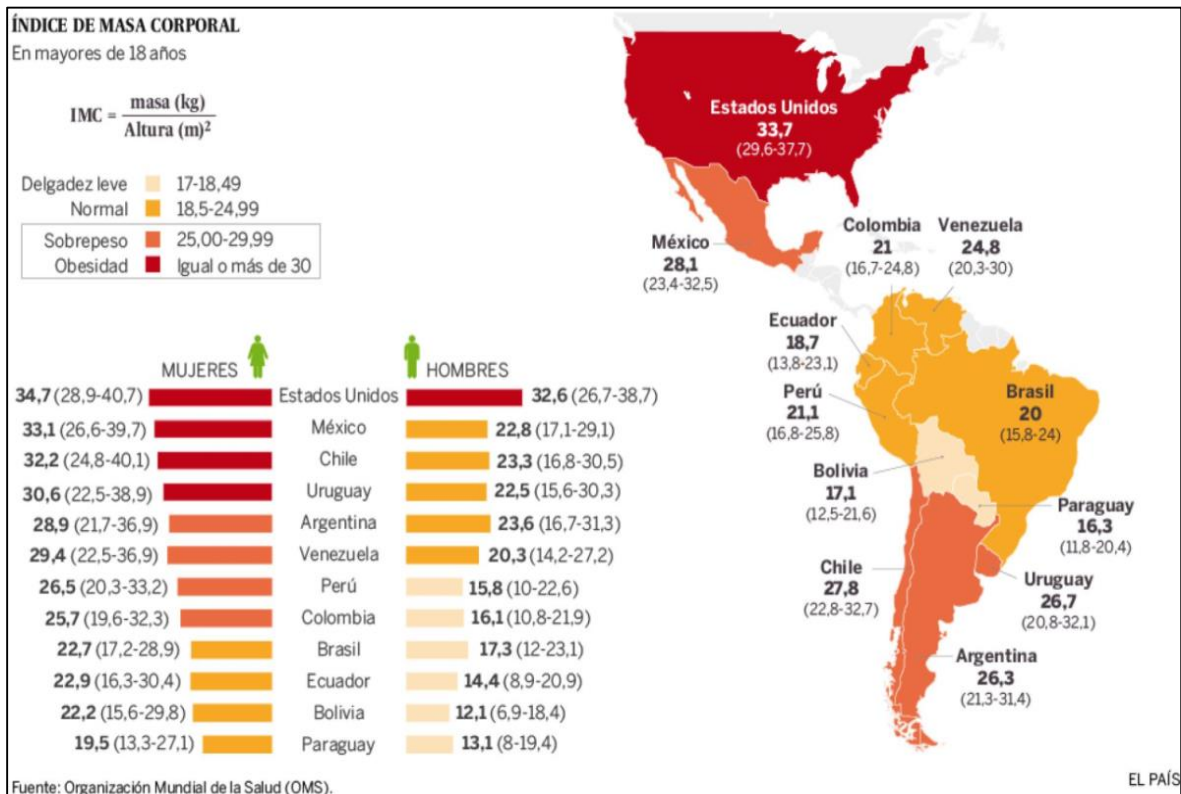 ÍNDICE DE MASA CORPORAL
En mayores de 18 años
IMC = masa (kg)
Altura (m)²
Delgadez leve 17-18,49
Normal 18,5-24,99
Sobrepeso 25,00-29,99
Obesidad Igual o más de 30
Estados Unidos
33,7
(29,6-37,7)
México
28,1
(23,4-32,5)
Colombia
21
(16,7-24,8)
Venezuela
24,8
(20,3-30)
Ecuador
18,7
(13,8-23,1)
Perú
21,1
(16,8-25,8)
Brasil
20
(15,8-24)
Bolivia
17,1
(12,5-21,6)
Paraguay
16,3
(11,8-20,4)
Chile
27,8
(22,8-32,7)
Uruguay
26,7
(20,8-32,1)
Argentina
26,3
(21,3-31,4)
MUJERES HOMBRES
34,7 (28,9-40,7) Estados Unidos 32,6 (26,7-38,7)
33,1 (26,6-39,7) México 22,8 (17,1-29,1)
32,2 (24,8-40,1) Chile 23,3 (16,8-30,5)
30,6 (22,5-38,9) Uruguay 22,5 (15,6-30,3)
28,9 (21,7-36,9) Argentina 23,6 (16,7-31,3)
29,4 (22,5-36,9) Venezuela 20,3 (14,2-27,2)
26,5 (20,3-33,2) Perú 15,8 (10-22,6)
25,7 (19,6-32,3) Colombia 16,1 (10,8-21,9)
22,7 (17,2-28,9) Brasil 17,3 (12-23,1)
22,9 (16,3-30,4) Ecuador 14,4 (8,9-20,9)
22,2 (15,6-29,8) Bolivia 12,1 (6,9-18,4)
19,5 (13,3-27,1) Paraguay 13,1 (8-19,4)
Fuente: Organización Mundial de la Salud (OMS).
EL PAÍS